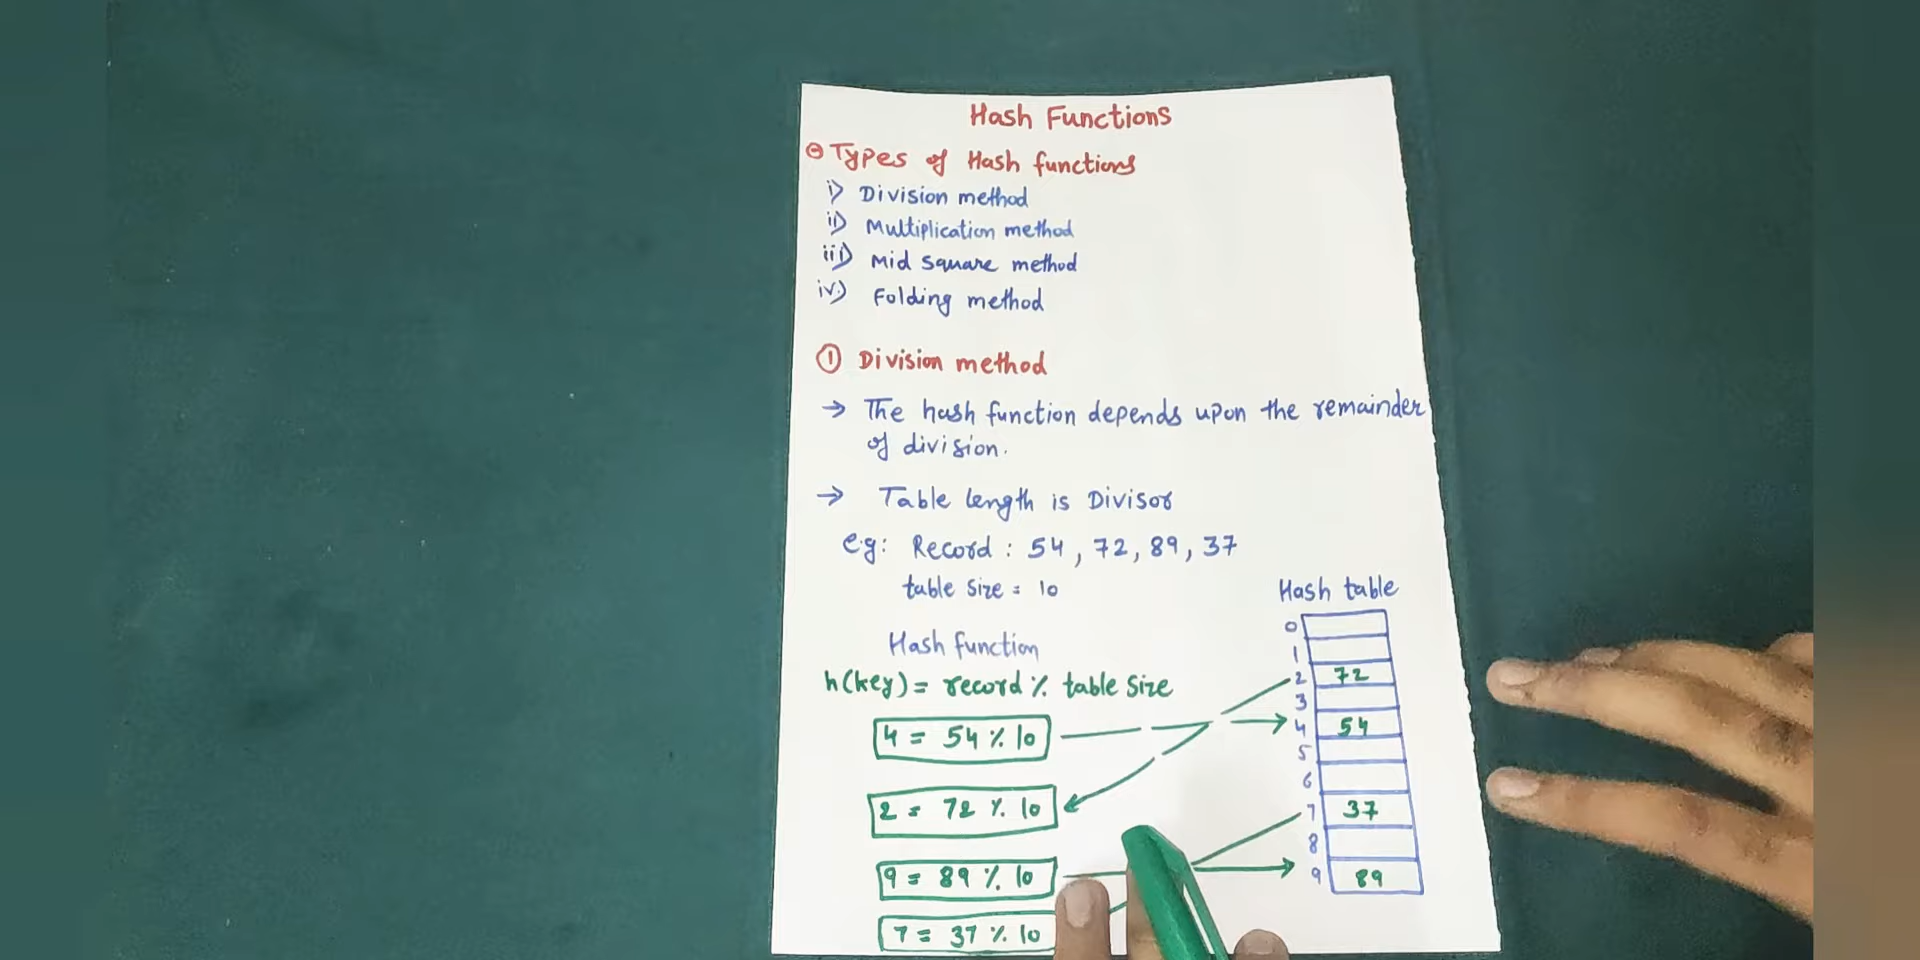 Hash Functions
Types of Hash functions
i) Division method
ii) Multiplication method
iii) Mid square method
iv) Folding method
① Division method
→ The hash function depends upon the remainder
of division.
→ Table length is Divisor
e.g: Record : 54, 72, 89, 37
table size = 10
Hash function
h(key) = record % table size
4 = 54 % 10
2 = 72 % 10
9 = 89 % 10
7 = 37 % 10
Hash table
0
1
2 72
3
4 54
5
6
7 37
8
9 89